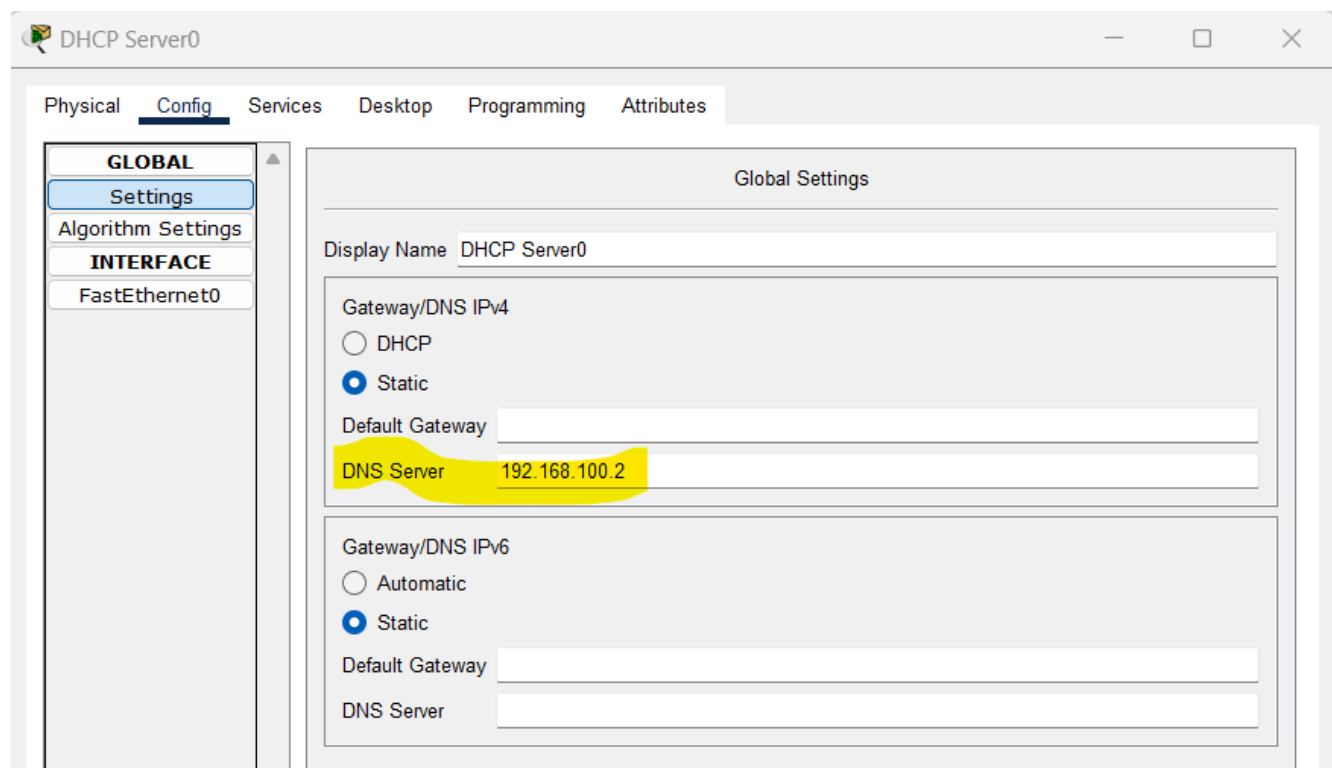 DHCP Server0
Physical Config Services Desktop Programming Attributes
GLOBAL
Settings
Algorithm Settings
INTERFACE
FastEthernet0
Global Settings
Display Name DHCP Server0
Gateway/DNS IPv4
DHCP
Static
Default Gateway
DNS Server 192.168.100.2
Gateway/DNS IPv6
Automatic
Static
Default Gateway
DNS Server